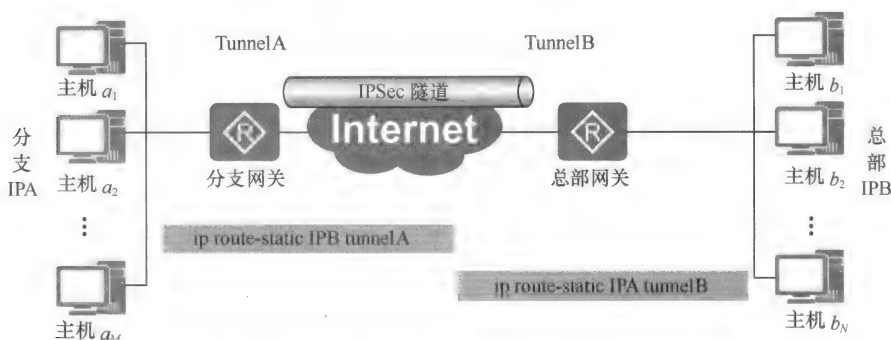 TunnelA
TunnelB
主机 a₁
IPSec 隧道
主机 b₁
分支 IPA
R
Internet
R
总部 IPB
主机 a₂
分支网关
总部网关
主机 b₂
⋮
⋮
ip route-static IPB tunnelA
ip route-static IPA tunnelB
主机 a_M
主机 b_N